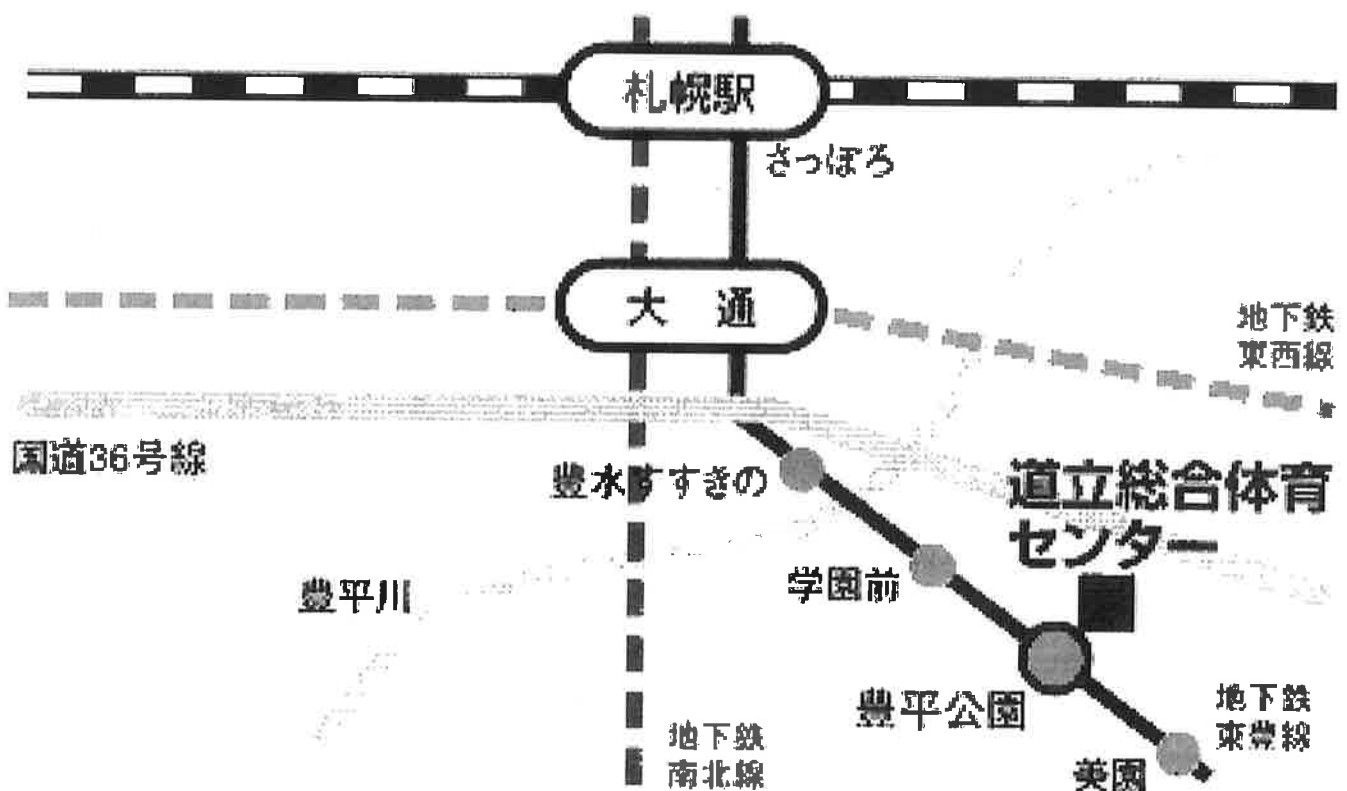 札幌駅
さっぽろ
大通
地下鉄
東西線
国道36号線
豊水すすきの
道立総合体育
センター
学園前
豊平川
豊平公園
地下鉄
東豊線
地下鉄
南北線
美園